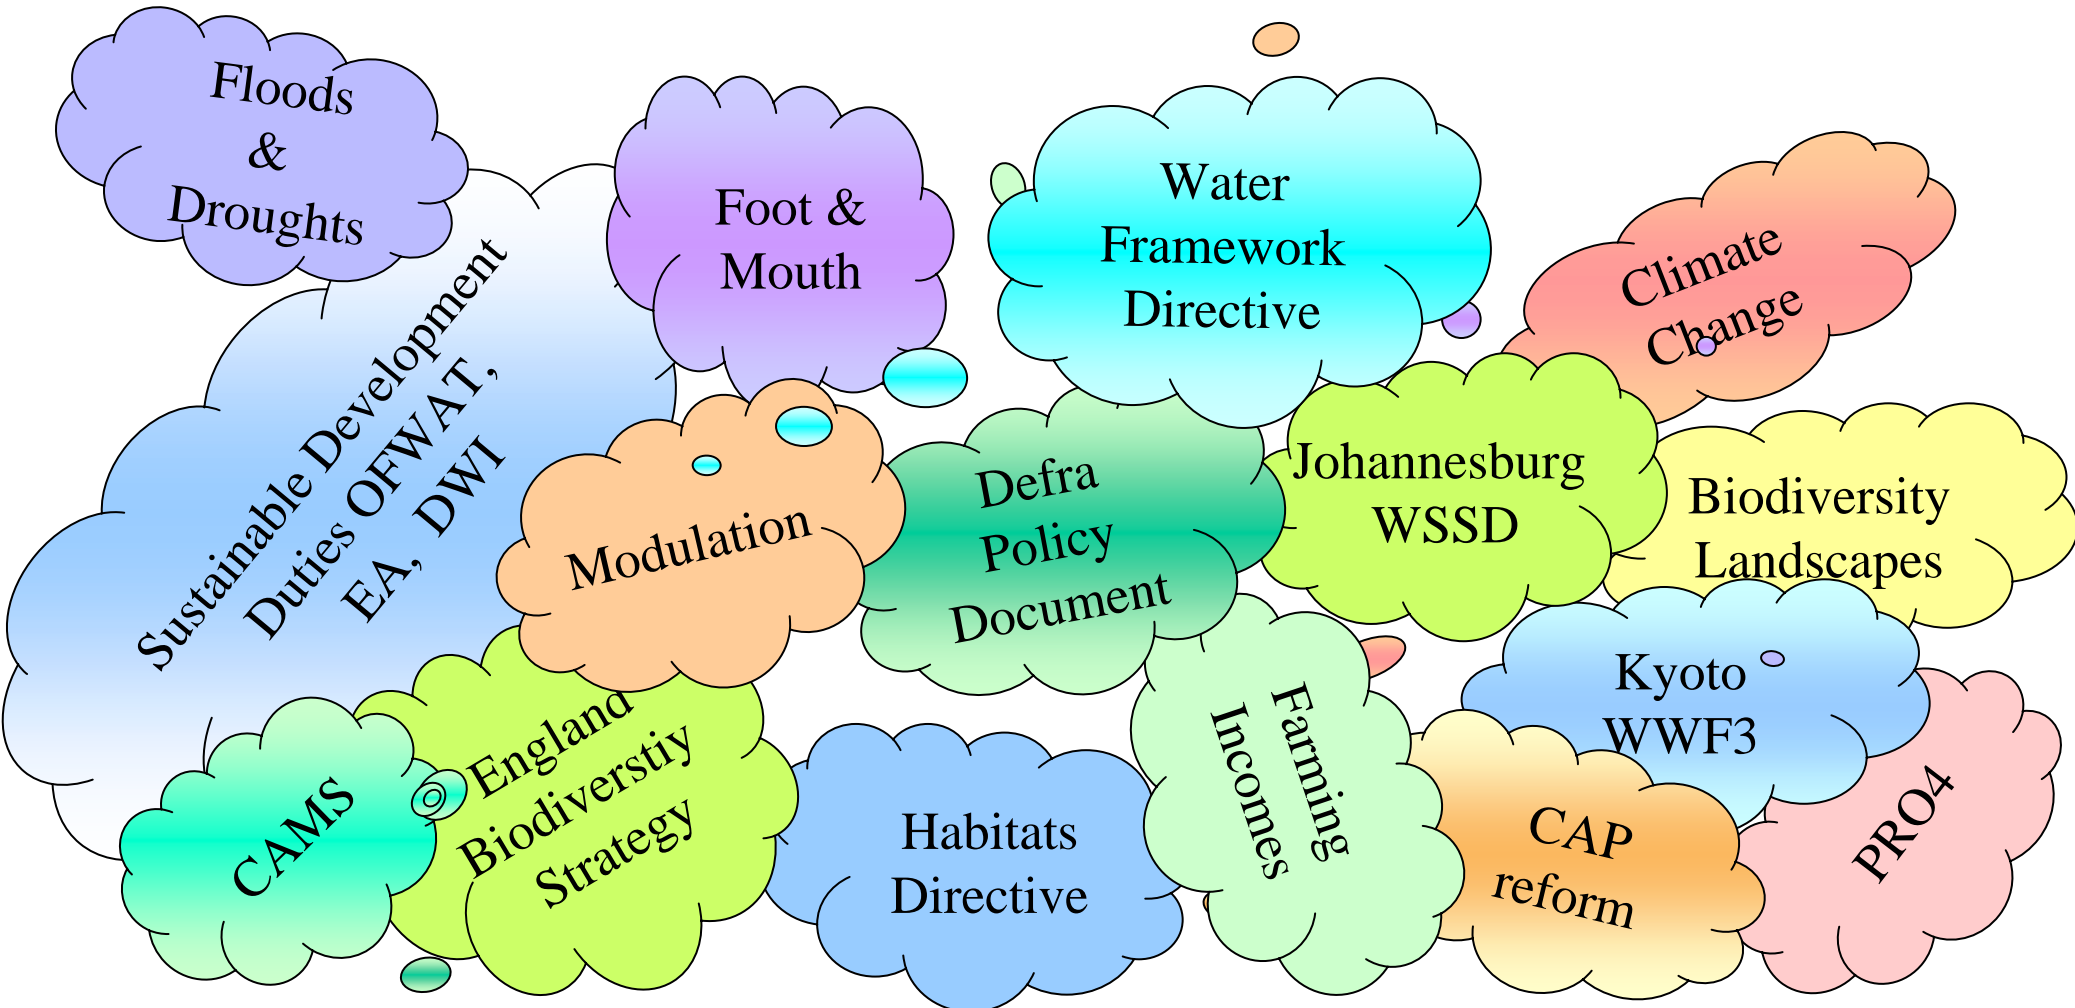 Floods
&
Droughts
Foot &
Mouth
Water
Framework
Directive
Climate
Change
Sustainable Development
Duties OFWAT,
EA, DWI
Modulation
Defra
Policy
Document
Johannesburg
WSSD
Biodiversity
Landscapes
Kyoto
WWF3
England
Biodiverstiy
Strategy
CAMS
Habitats
Directive
Farming
Incomes
CAP
reform
PRO4